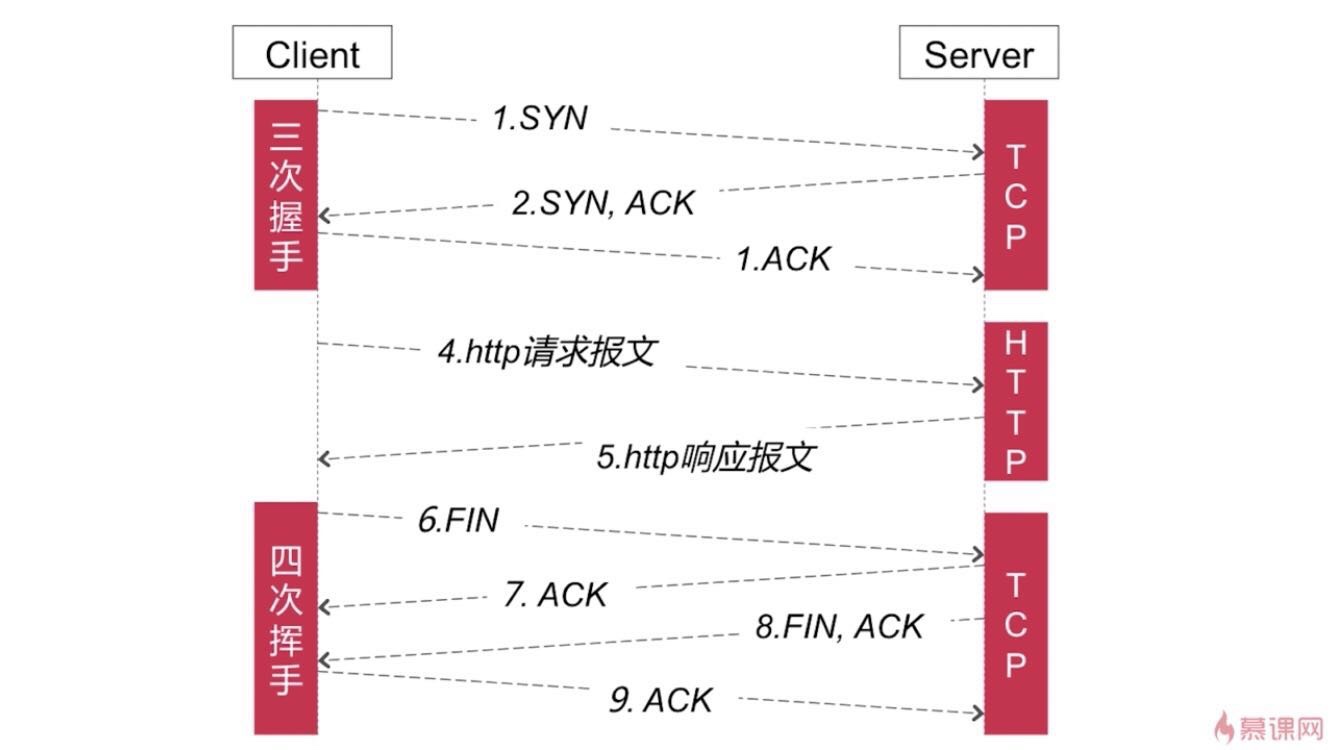 Client
Server
三次握手
TCP
1.SYN
2.SYN, ACK
1.ACK
HTTP
4.http请求报文
5.http响应报文
四次挥手
TCP
6.FIN
7. ACK
8.FIN, ACK
9. ACK
慕课网